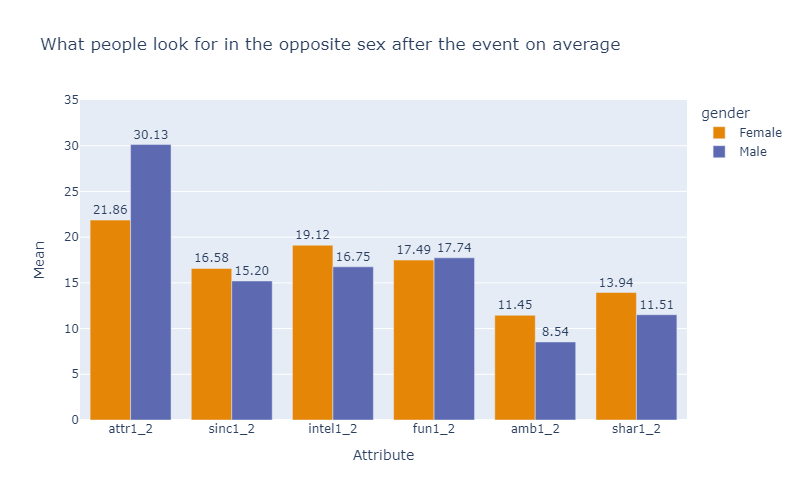 What people look for in the opposite sex after the event on average
gender
Female
Male
Mean
35
30
25
20
15
10
5
0
21.86
30.13
16.58
15.20
19.12
16.75
17.49
17.74
11.45
8.54
13.94
11.51
attr1_2
sinc1_2
intel1_2
fun1_2
amb1_2
shar1_2
Attribute